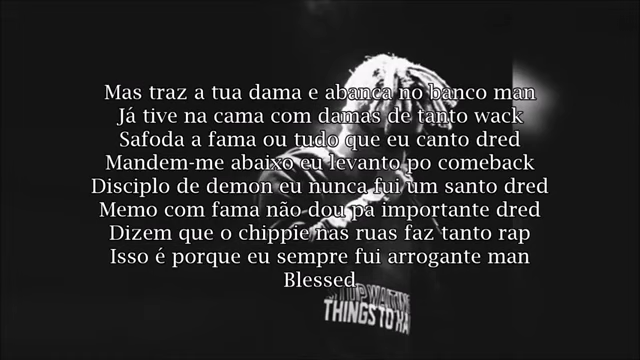 Mas traz a tua dama e abanca no banco man
Já tive na cama com damas de tanto wack
Safoda a fama ou tudo que eu canto dred
Mandem-me abaixo eu levanto po comeback
Disciplo de demon eu nunca fui um santo dred
Memo com fama não dou pa importante dred
Dizem que o chippie nas ruas faz tanto rap
Isso é porque eu sempre fui arrogante man
Blessed
THINGS TO